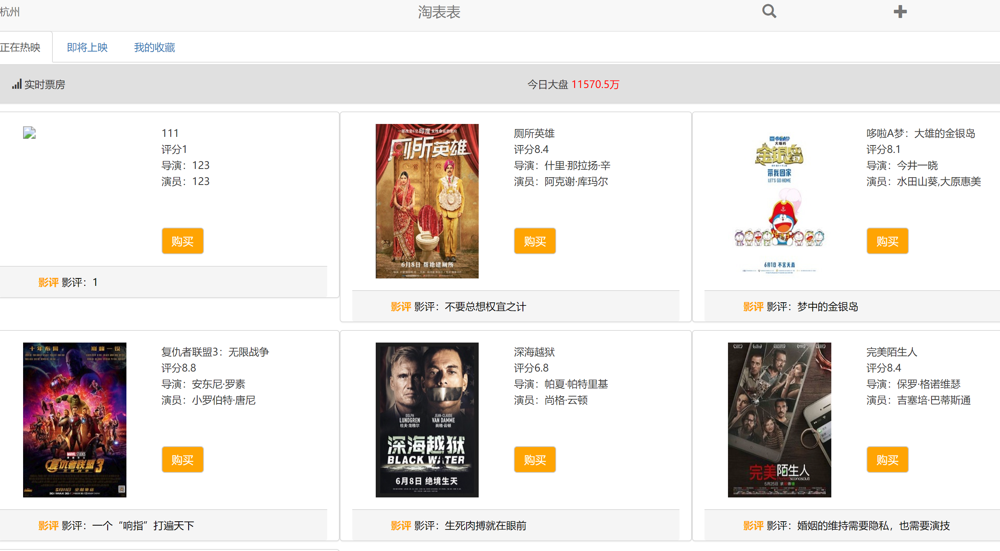 杭州
淘表表
正在热映
即将上映
我的收藏
实时票房
今日大盘 11570.5万
111
评分1
导演：123
演员：123
购买
影评 影评：1
一部改变6亿印度女性命运的影片
厕所英雄
6月8日 帮她建厕所
厕所英雄
评分8.4
导演：什里·那拉扬·辛
演员：阿克谢·库玛尔
购买
影评 影评：不要总想权宜之计
大雄的
金银岛
带我回家
LET'S GO HOME
6月1日 不舍天真
哆啦A梦：大雄的金银岛
评分8.1
导演：今井一晓
演员：水田山葵,大原惠美
购买
影评 影评：梦中的金银岛
十年布局
巅峰一役
MARVEL STUDIOS
复仇者联盟3
无限战争
5月11日 空前集结
复仇者联盟3：无限战争
评分8.8
导演：安东尼·罗素
演员：小罗伯特·唐尼
购买
影评 影评：一个“响指”打遍天下
DOLPH
LUNDGREN
杜夫·龙格尔
JEAN-CLAUDE
VAN DAMME
尚格·云顿
深海越狱
BLACK WATER
6月8日 绝境生天
深海越狱
评分6.8
导演：帕夏·帕特里基
演员：尚格·云顿
购买
影评 影评：生死肉搏就在眼前
完美陌生人
Perfetti sconosciuti
5月25日
完美陌生人
评分8.4
导演：保罗·格诺维瑟
演员：吉塞培·巴蒂斯通
购买
影评 影评：婚姻的维持需要隐私，也需要演技